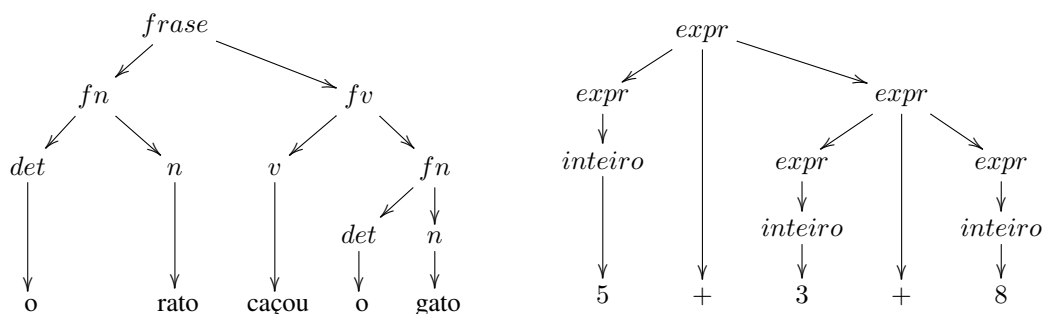 frase
fn fv
det n v fn
det n
o rato caçou o gato
expr
expr expr
inteiro expr expr
inteiro inteiro
5 + 3 + 8